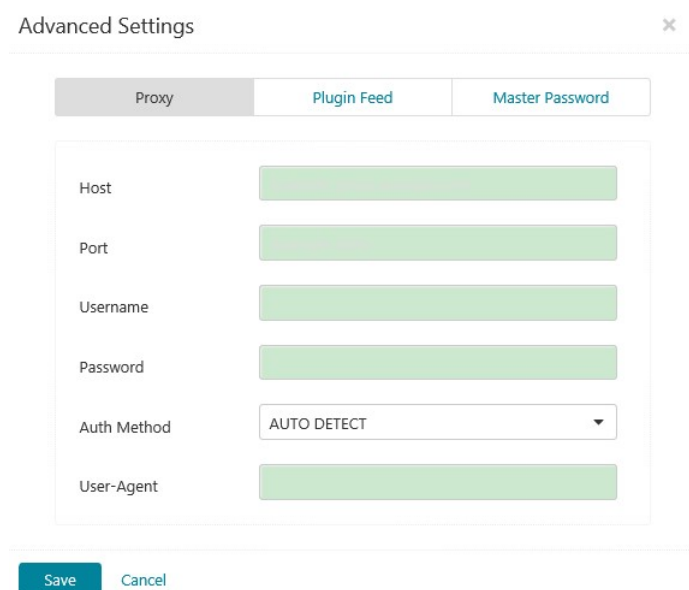 Advanced Settings ×
Proxy Plugin Feed Master Password
Host
Port
Username
Password
Auth Method AUTO DETECT
User-Agent
Save Cancel